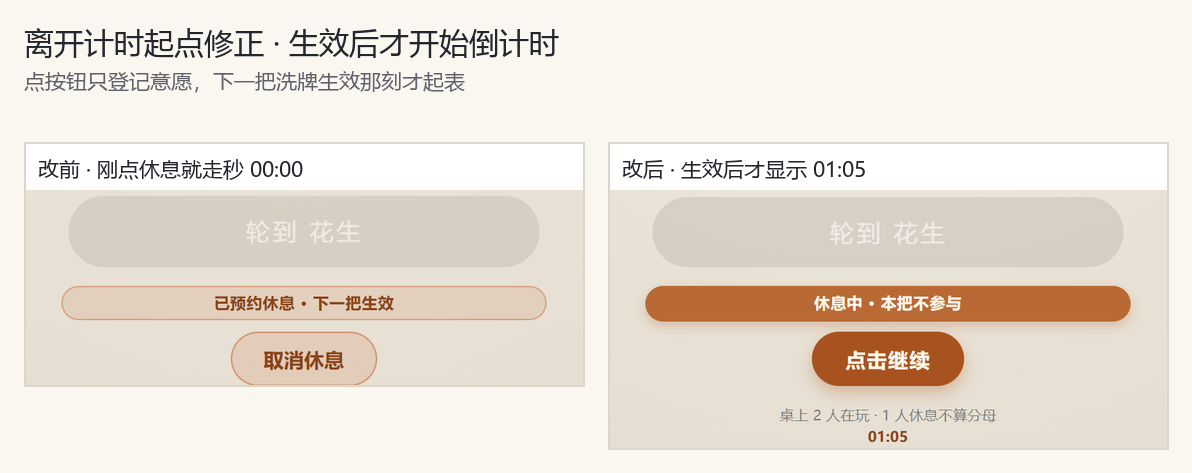 离开计时起点修正 · 生效后才开始倒计时
点按钮只登记意愿，下一把洗牌生效那刻才起表
改前 · 刚点休息就走秒 00:00
轮到 花生
已预约休息 • 下一把生效
取消休息
改后 · 生效后才显示 01:05
轮到 花生
休息中 • 本把不参与
点击继续
桌上 2 人在玩 · 1 人休息不算分母
01:05